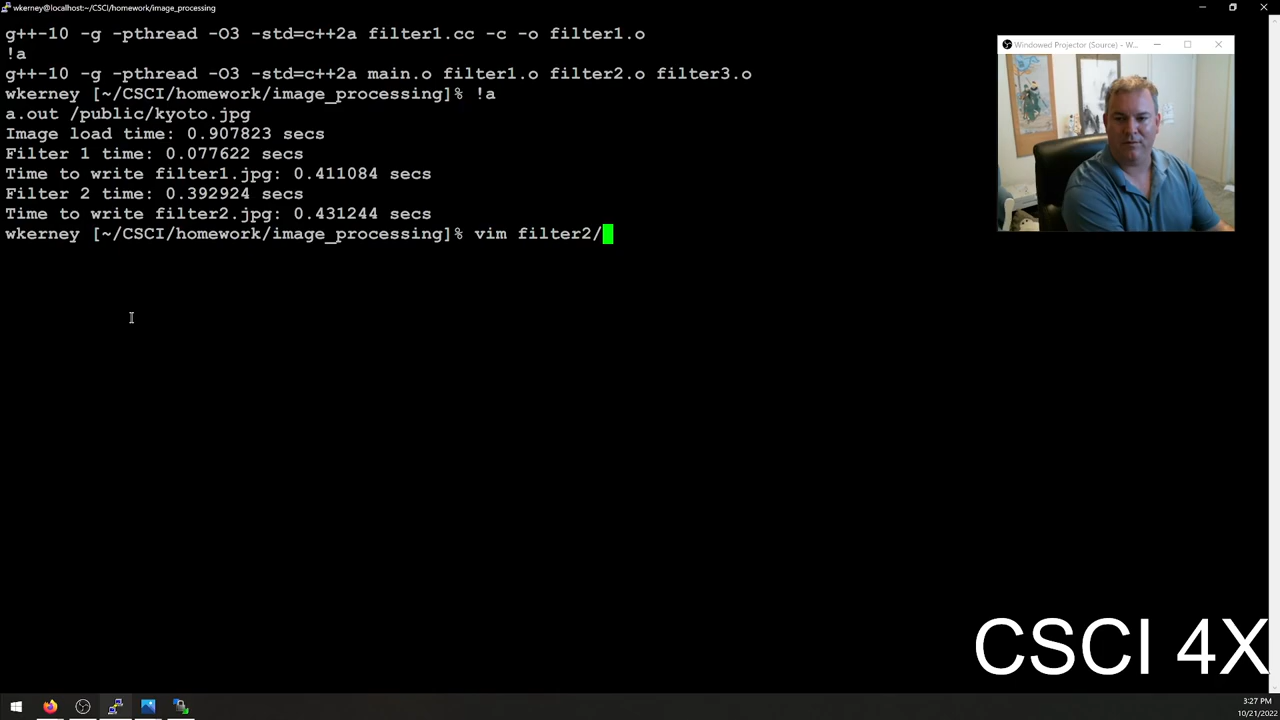 wkerney@localhost:~/CSCI/homework/image_processing
g++-10 -g -pthread -O3 -std=c++2a filter1.cc -c -o filter1.o
!a
g++-10 -g -pthread -O3 -std=c++2a main.o filter1.o filter2.o filter3.o
wkerney [~/CSCI/homework/image_processing]% !a
a.out /public/kyoto.jpg
Image load time: 0.907823 secs
Filter 1 time: 0.077622 secs
Time to write filter1.jpg: 0.411084 secs
Filter 2 time: 0.392924 secs
Time to write filter2.jpg: 0.431244 secs
wkerney [~/CSCI/homework/image_processing]% vim filter2/
Windowed Projector (Source) - W...
CSCI 4X
3:27 PM
10/21/2022